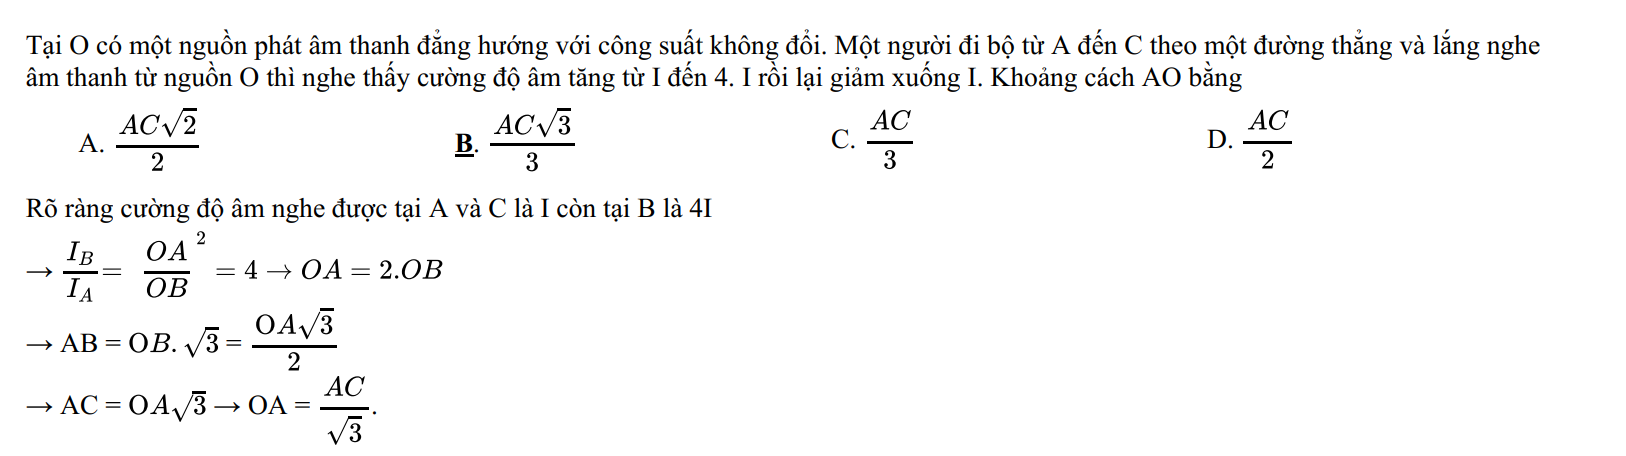 Tại O có một nguồn phát âm thanh đẳng hướng với công suất không đổi. Một người đi bộ từ A đến C theo một đường thẳng và lắng nghe
âm thanh từ nguồn O thì nghe thấy cường độ âm tăng từ I đến 4. I rồi lại giảm xuống I. Khoảng cách AO bằng
A. \frac{AC\sqrt{2}}{2} B. \frac{AC\sqrt{3}}{3} C. \frac{AC}{3} D. \frac{AC}{2}
Rõ ràng cường độ âm nghe được tại A và C là I còn tại B là 4I
→ \frac{I_B}{I_A} = \frac{OA}{OB}^2 = 4 → OA = 2.OB
→ AB = OB.\sqrt{3} = \frac{OA\sqrt{3}}{2}
→ AC = OA\sqrt{3} → OA = \frac{AC}{\sqrt{3}}.